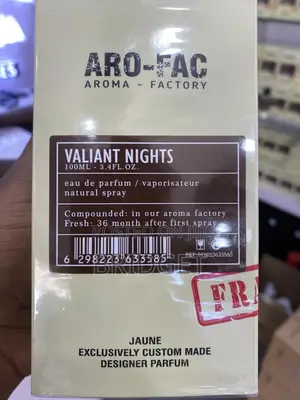 ARO-FAC
AROMA - FACTORY
VALIANT NIGHTS
100ML - 3.4FL.OZ.
eau de parfum / vaporisateur
natural spray
Compounded: in our aroma factory
Fresh: 36 month after first spray
6 298223 633585
BRIDGET
FRA
JAUNE
EXCLUSIVELY CUSTOM MADE
DESIGNER PARFUM